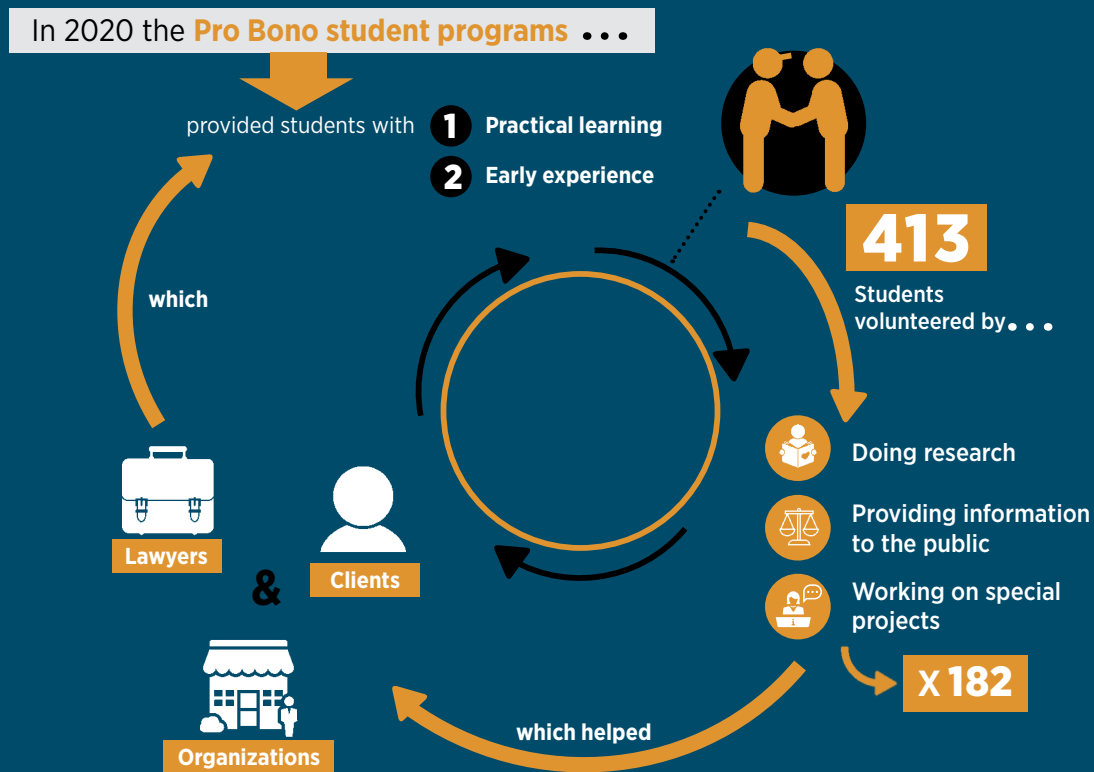 In 2020 the Pro Bono student programs ...
provided students with
1 Practical learning
2 Early experience
413
Students
volunteered by...
Doing research
Providing information
to the public
Working on special
projects
X 182
which helped
Lawyers
&
Clients
Organizations
which